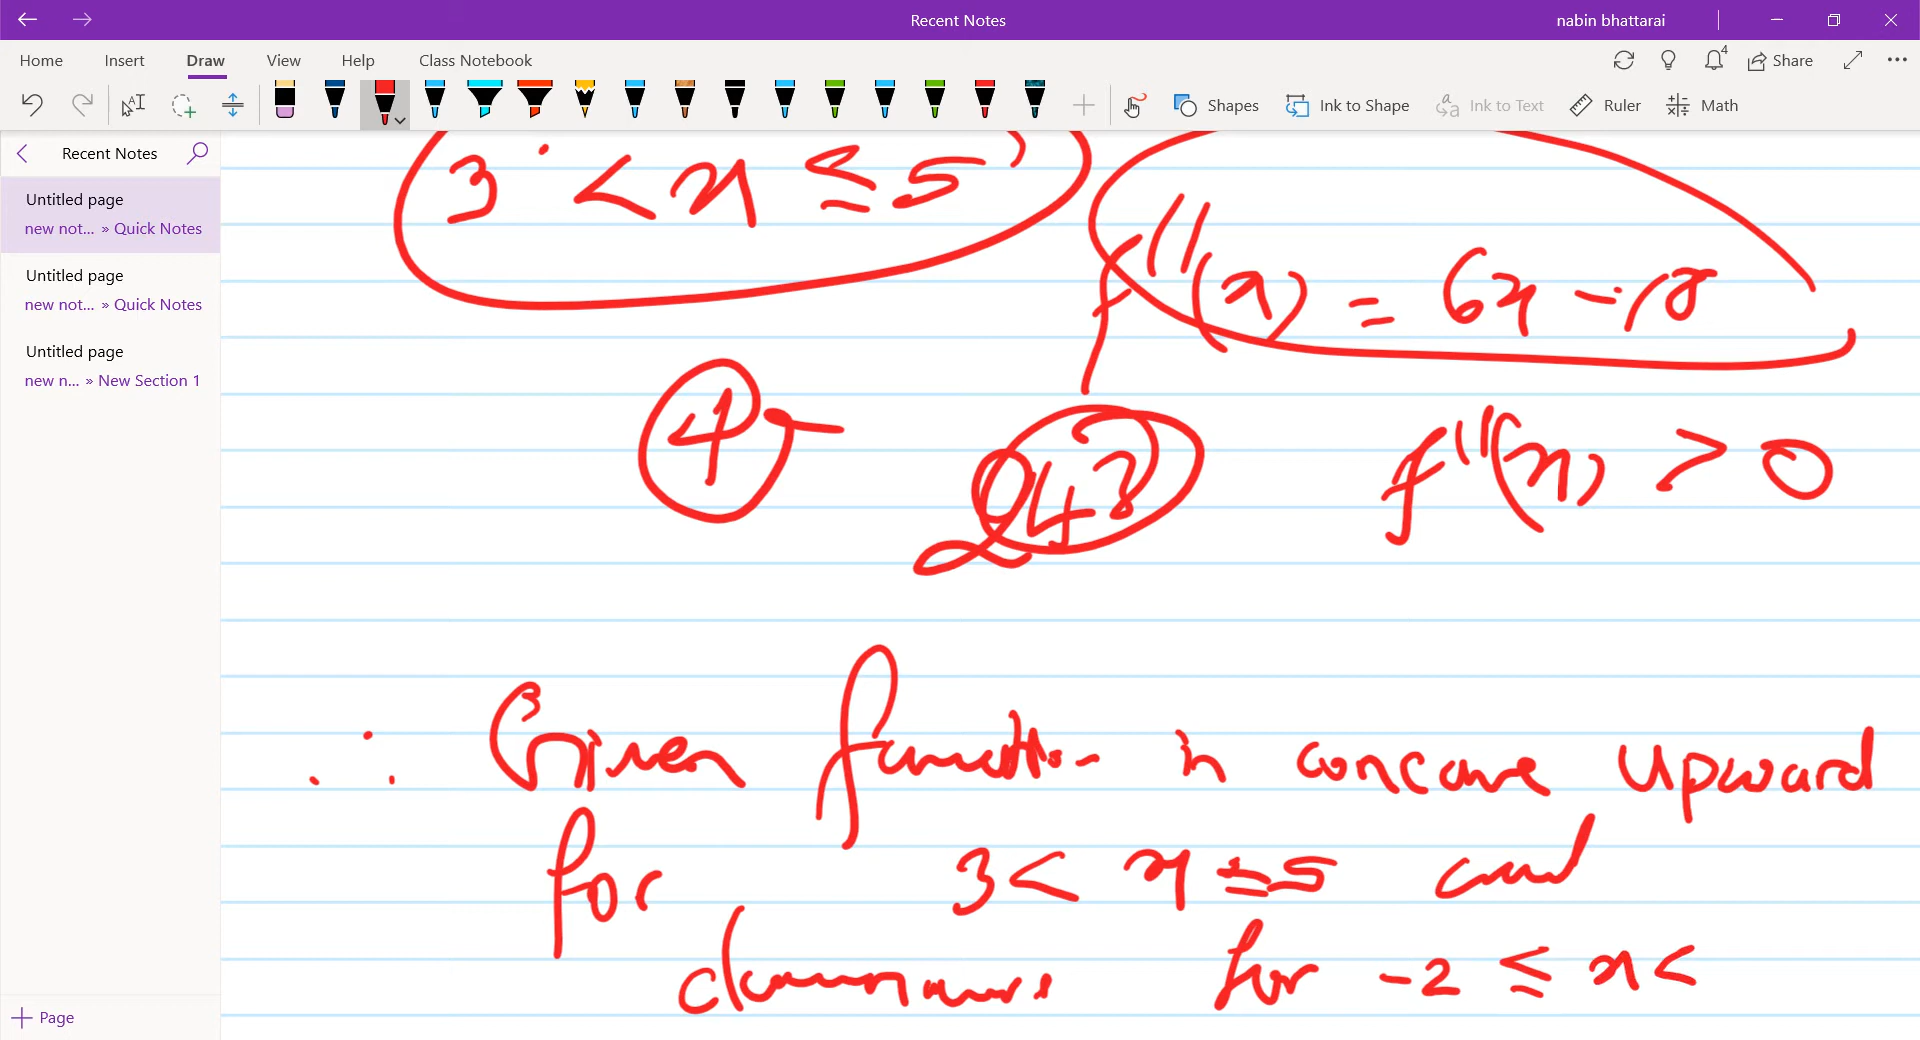 Recent Notes
nabin bhattarai
Home Insert Draw View Help Class Notebook
4
Share
Shapes Ink to Shape Ink to Text Ruler Math
Recent Notes
Untitled page
new not... » Quick Notes
Untitled page
new not... » Quick Notes
Untitled page
new n... » New Section 1
Page
3 < x ≤ 5
f''(x) = 6x - 18
4
24
f''(x) > 0
∴ Given function is concave upward
for 3 < x ≤ 5 and
downward for -2 ≤ x <